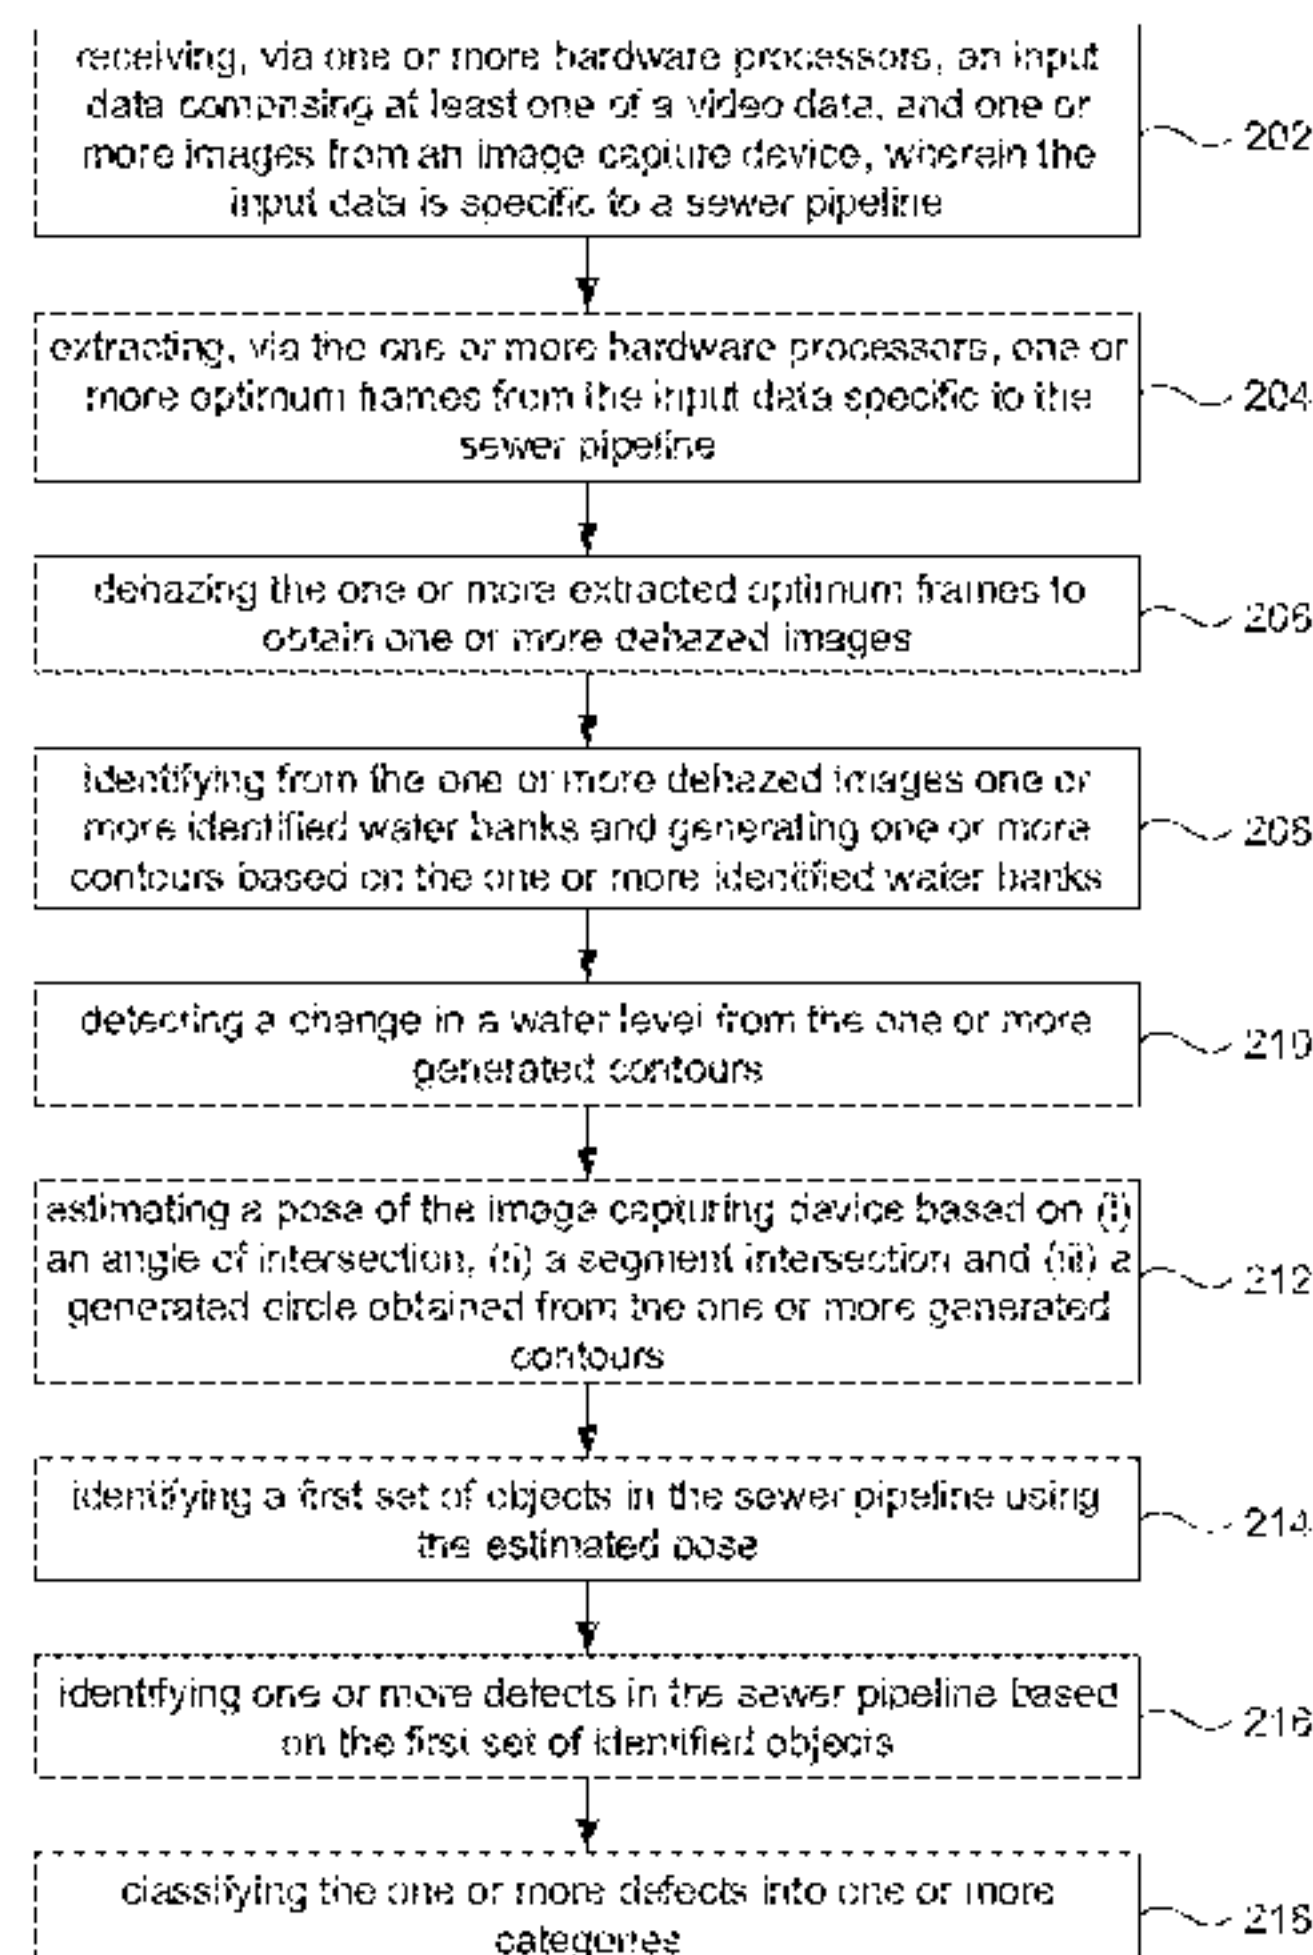 receiving, via one or more hardware processors, an input
data comprising at least one of a video data, and one or
more images from an image capture device, wherein the
input data is specific to a sewer pipeline
202
extracting, via the one or more hardware processors, one or
more optimum frames from the input data specific to the
sewer pipeline
204
dehazing the one or more extracted optimum frames to
obtain one or more dehazed images
206
identifying from the one or more dehazed images one or
more identified water banks and generating one or more
contours based on the one or more identified water banks
208
detecting a change in a water level from the one or more
generated contours
210
estimating a pose of the image capturing device based on (i)
an angle of intersection, (ii) a segment intersection and (iii) a
generated circle obtained from the one or more generated
contours
212
identifying a first set of objects in the sewer pipeline using
the estimated pose
214
identifying one or more defects in the sewer pipeline based
on the first set of identified objects
216
classifying the one or more defects into one or more
categories
218